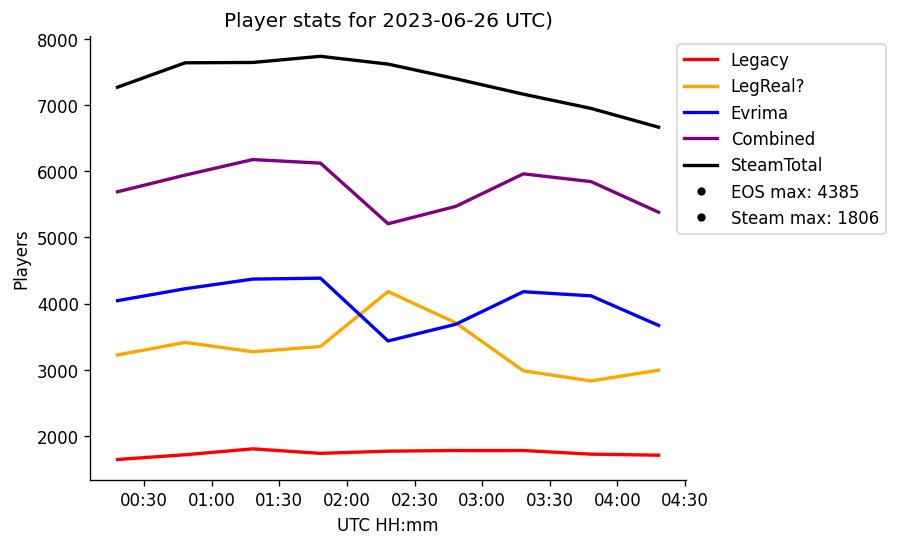 Player stats for 2023-06-26 UTC)
8000
7000
6000
5000
4000
3000
2000
Players
00:30 01:00 01:30 02:00 02:30 03:00 03:30 04:00 04:30
UTC HH:mm
Legacy
LegReal?
Evrima
Combined
SteamTotal
EOS max: 4385
Steam max: 1806